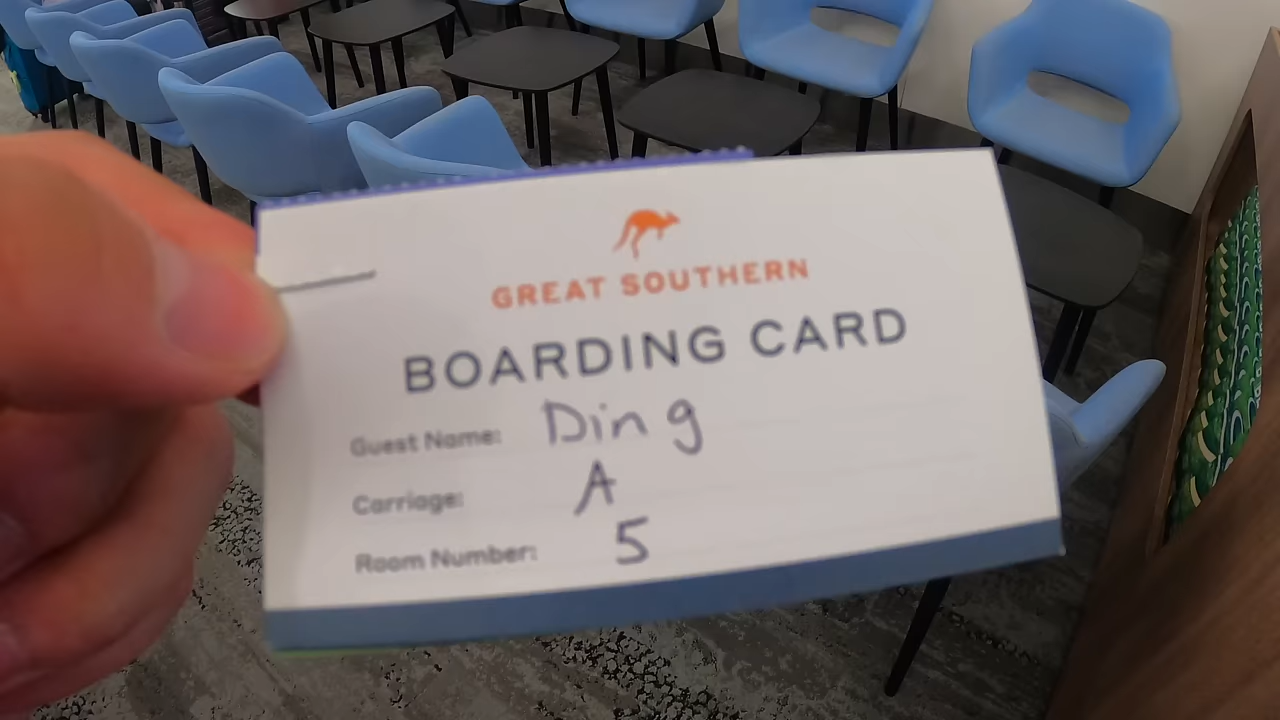 GREAT SOUTHERN
BOARDING CARD
Guest Name: Ding
Carriage: A
Room Number: 5